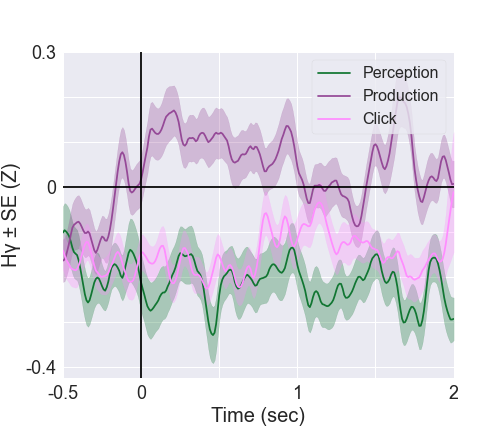 0.3
Perception
Production
Click
0
Hγ ± SE (Z)
-0.4
-0.5
0
1
2
Time (sec)